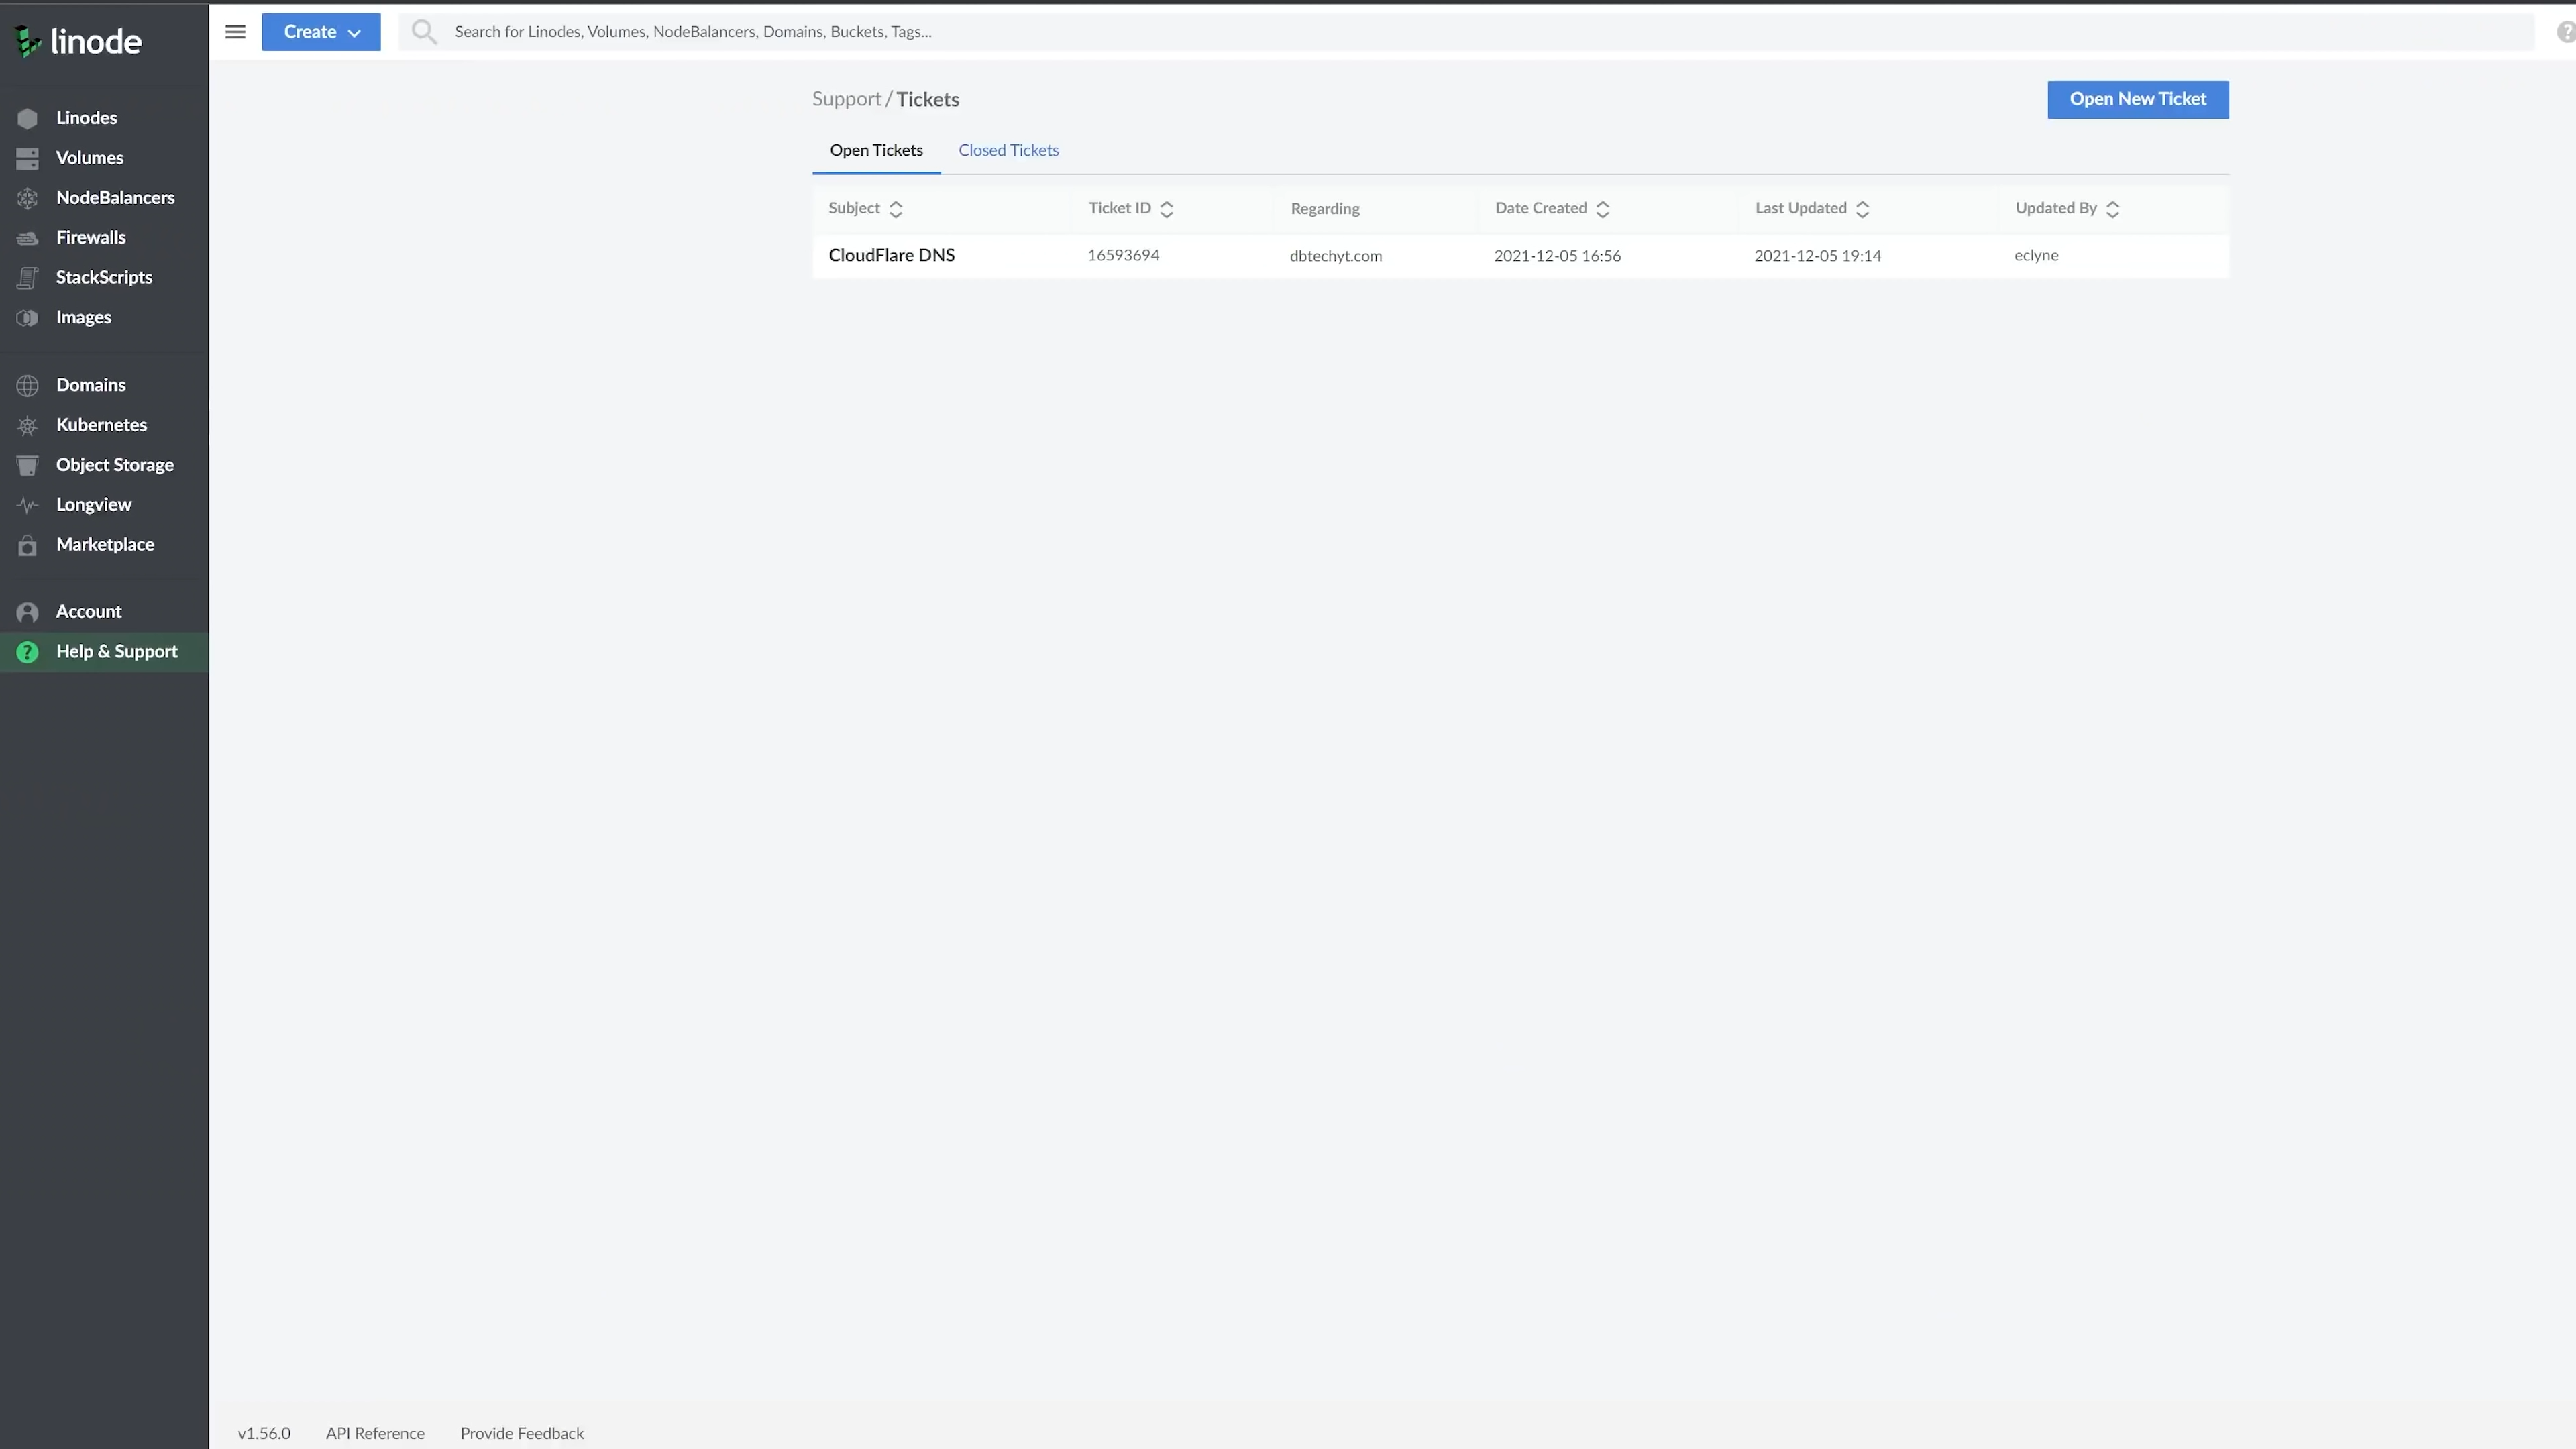 linode
Create
Search for Linodes, Volumes, NodeBalancers, Domains, Buckets, Tags...
?
Linodes
Volumes
NodeBalancers
Firewalls
StackScripts
Images
Domains
Kubernetes
Object Storage
Longview
Marketplace
Account
? Help & Support
Support / Tickets
Open New Ticket
Open Tickets Closed Tickets
Subject Ticket ID Regarding Date Created Last Updated Updated By
CloudFlare DNS 16593694 dbtechyt.com 2021-12-05 16:56 2021-12-05 19:14 eclyne
v1.56.0 API Reference Provide Feedback